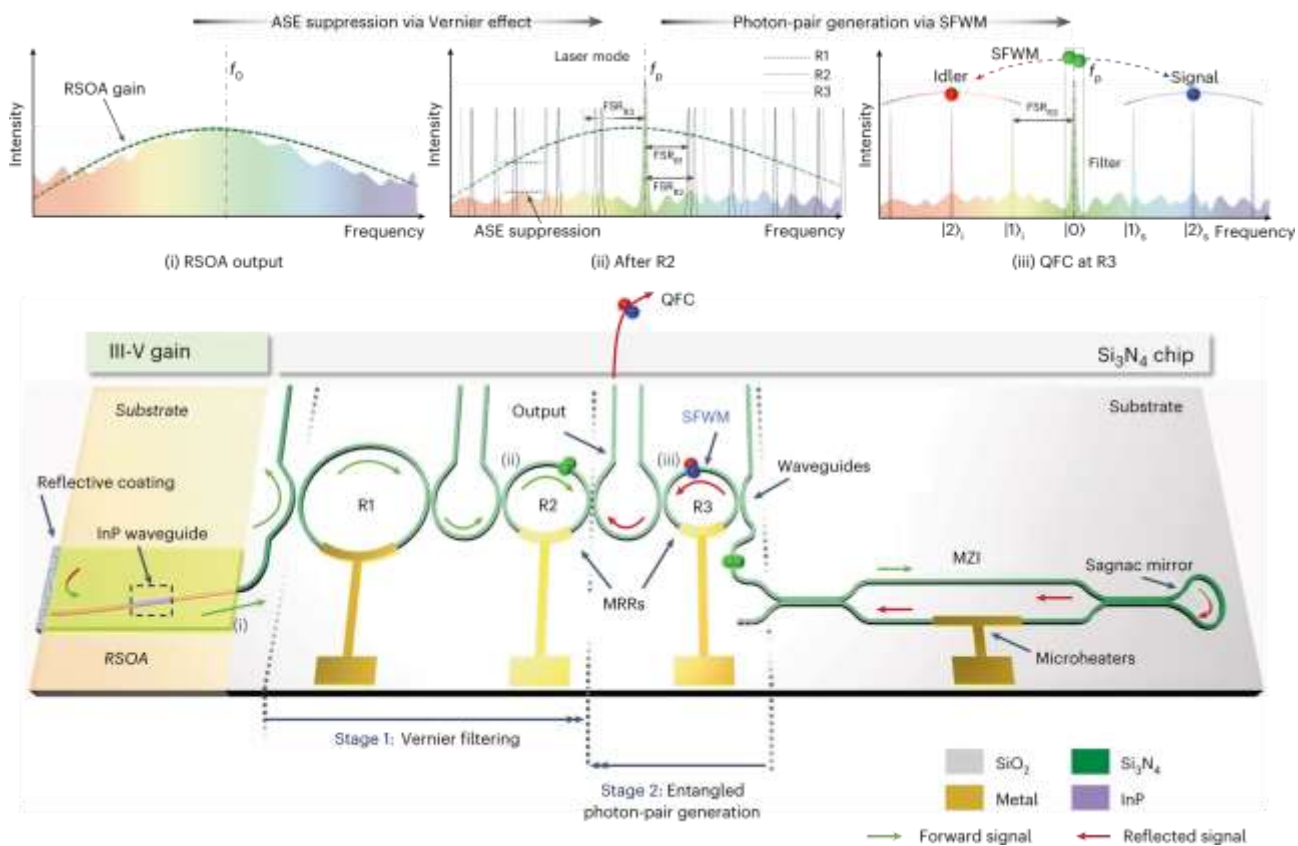 ASE suppression via Vernier effect
Photon-pair generation via SFWM
Intensity
RSOA gain
f₀
Frequency
(i) RSOA output
Intensity
Laser mode
fₚ
R1
R2
R3
FSR_R3
FSR_R1
FSR_R2
ASE suppression
Frequency
(ii) After R2
Intensity
SFWM
fₚ
Idler
Signal
FSR_R3
Filter
|2⟩ᵢ
|1⟩ᵢ
|0⟩
|1⟩ₛ
|2⟩ₛ
Frequency
(iii) QFC at R3
QFC
III-V gain
Si₃N₄ chip
Substrate
Output
SFWM
Substrate
(ii)
(iii)
Waveguides
Reflective coating
R1
R2
R3
InP waveguide
MZI
Sagnac mirror
MRRs
(i)
RSOA
Microheaters
Stage 1: Vernier filtering
Stage 2: Entangled
photon-pair generation
SiO₂
Si₃N₄
Metal
InP
Forward signal
Reflected signal